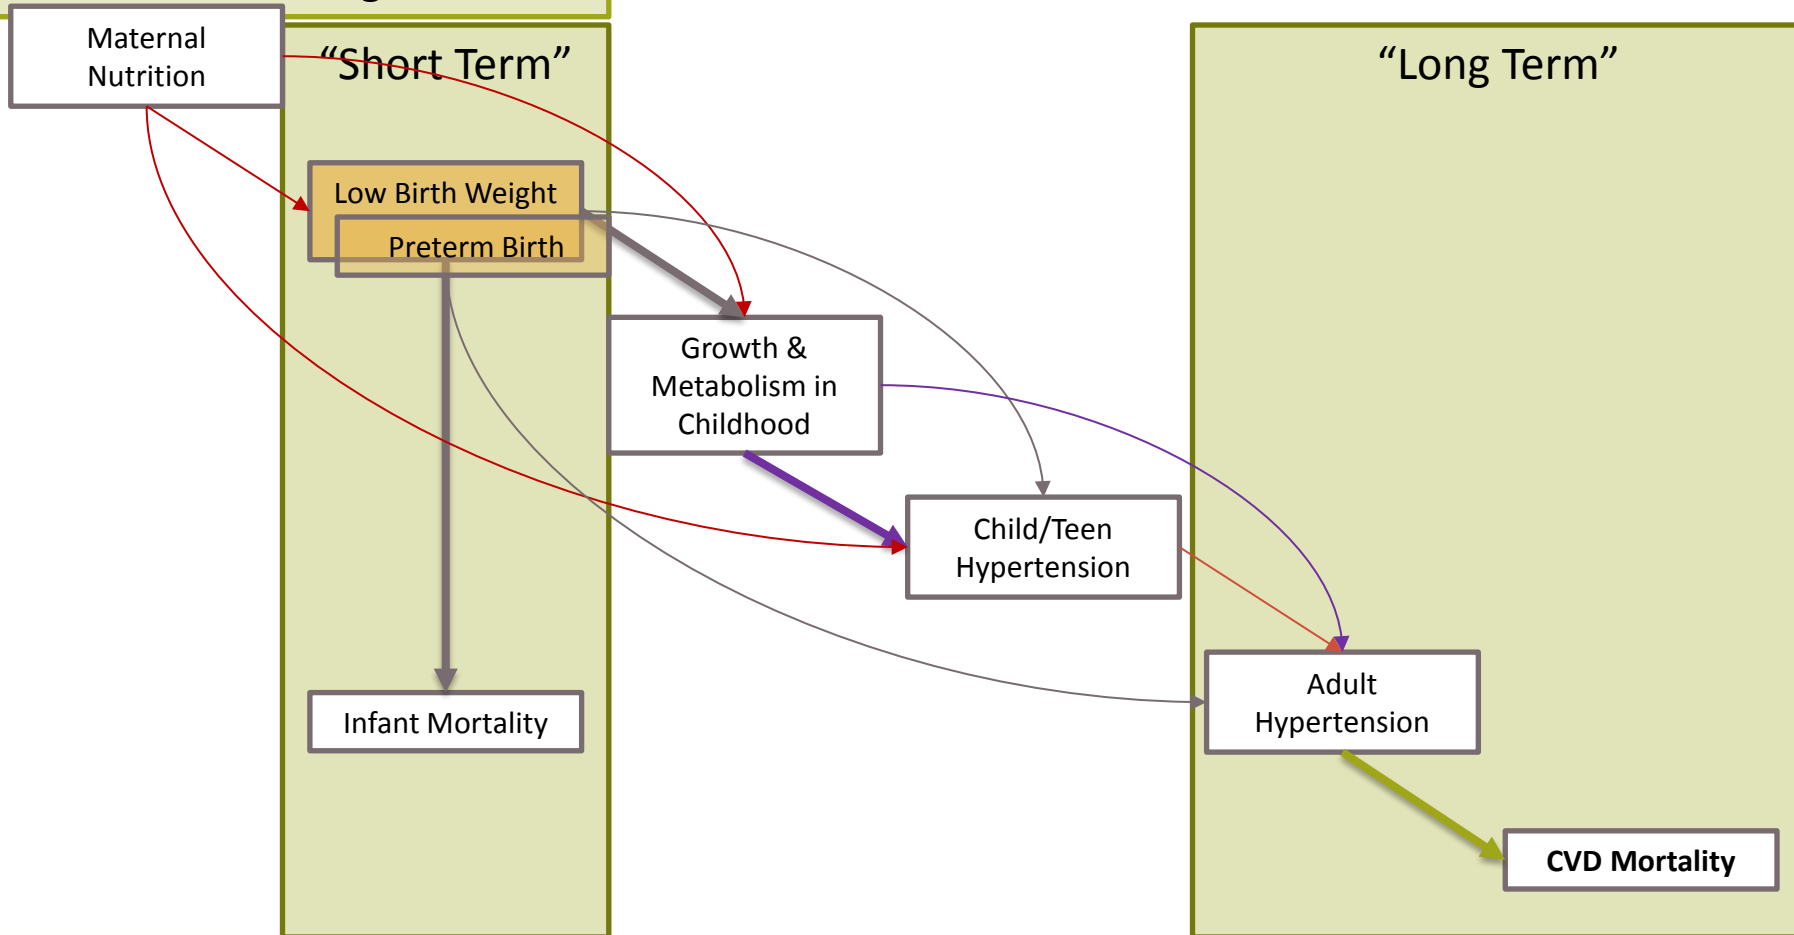 Maternal
Nutrition
“Short Term”
“Long Term”
Low Birth Weight
Preterm Birth
Growth &
Metabolism in
Childhood
Child/Teen
Hypertension
Adult
Hypertension
Infant Mortality
CVD Mortality